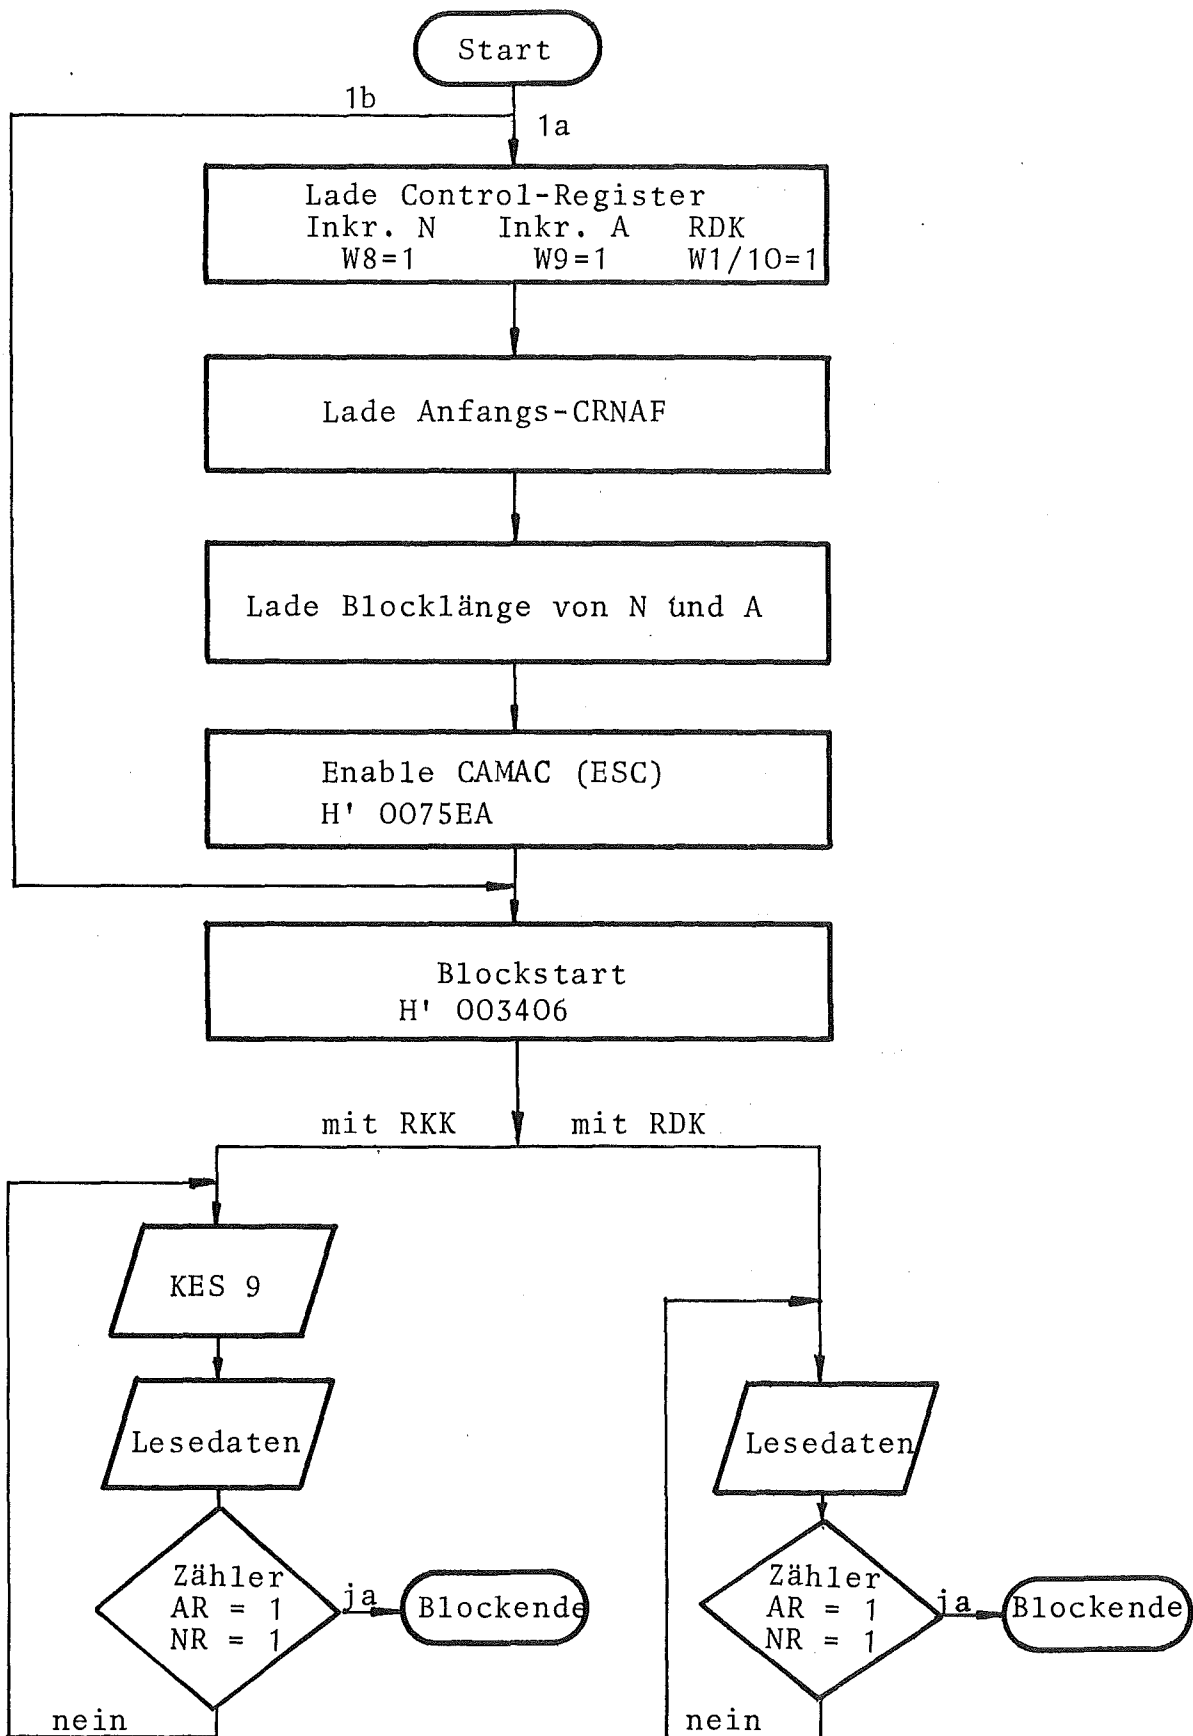 Start
1b
1a
Lade Control-Register
Inkr. N Inkr. A RDK
W8=1 W9=1 W1/10=1
Lade Anfangs-CRNAF
Lade Blocklänge von N und A
Enable CAMAC (ESC)
H' 0075EA
Blockstart
H' 003406
mit RKK mit RDK
KES 9
Lesedaten
Zähler
AR = 1
NR = 1
ja
Blockende
nein
Lesedaten
Zähler
AR = 1
NR = 1
ja
Blockende
nein